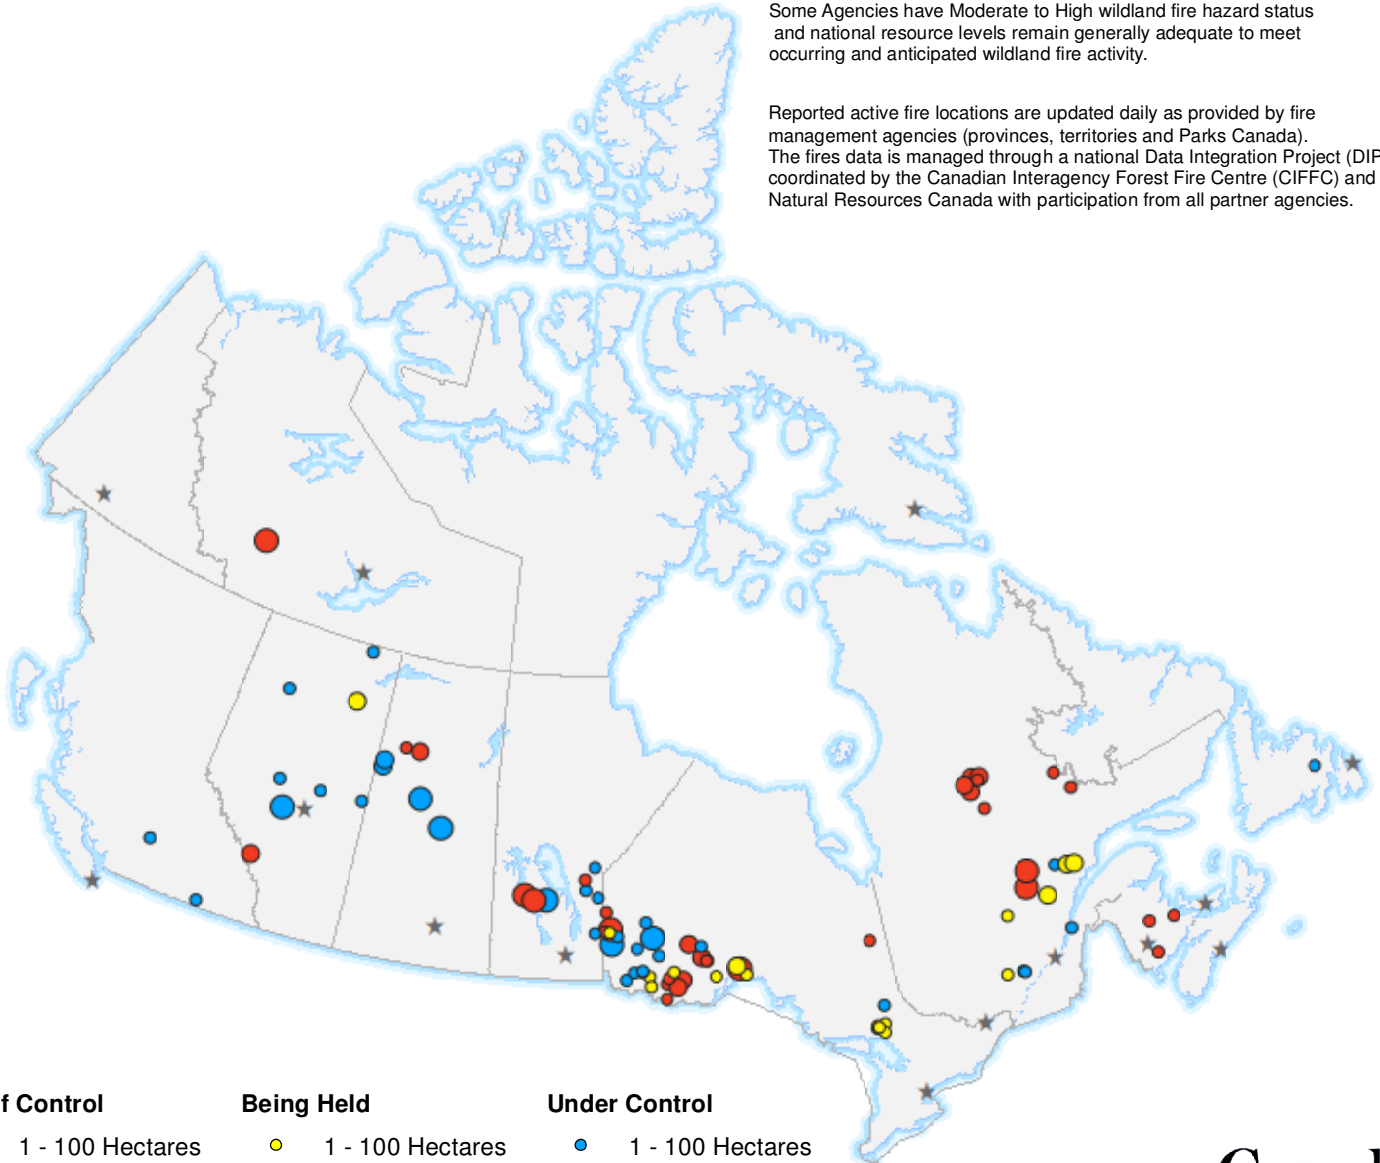 Some Agencies have Moderate to High wildland fire hazard status
and national resource levels remain generally adequate to meet
occurring and anticipated wildland fire activity.
Reported active fire locations are updated daily as provided by fire
management agencies (provinces, territories and Parks Canada).
The fires data is managed through a national Data Integration Project (DIP
coordinated by the Canadian Interagency Forest Fire Centre (CIFFC) and
Natural Resources Canada with participation from all partner agencies.
f Control Being Held Under Control
1 - 100 Hectares 1 - 100 Hectares 1 - 100 Hectares